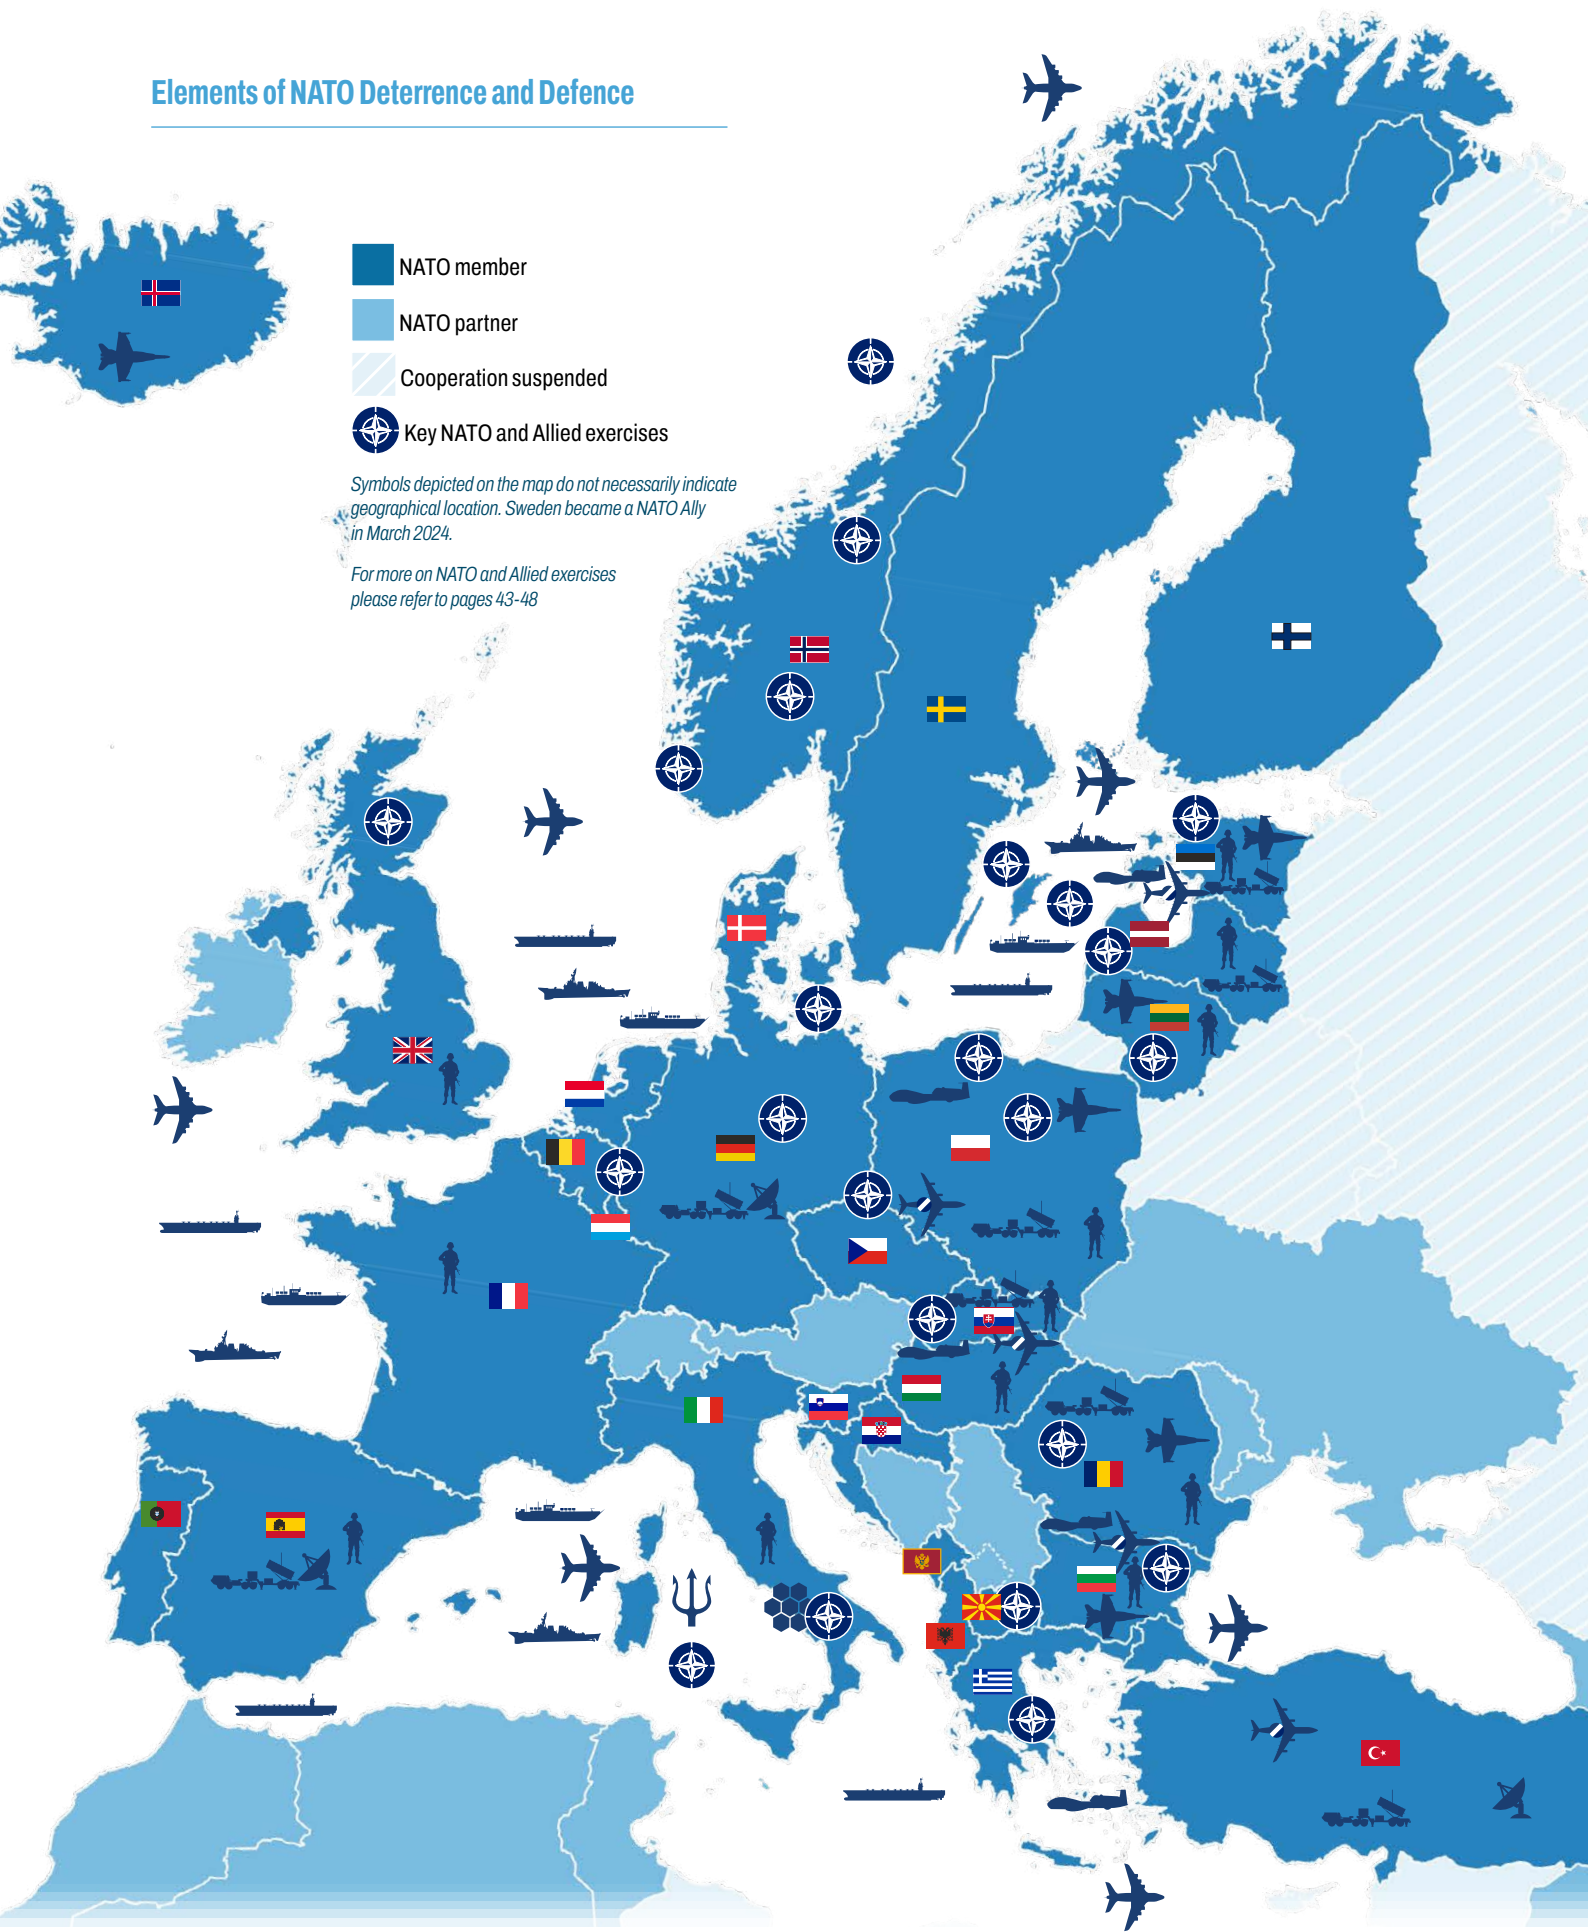 Elements of NATO Deterrence and Defence
NATO member
NATO partner
Cooperation suspended
Key NATO and Allied exercises
Symbols depicted on the map do not necessarily indicate
geographical location. Sweden became a NATO Ally
in March 2024.
For more on NATO and Allied exercises
please refer to pages 43-48